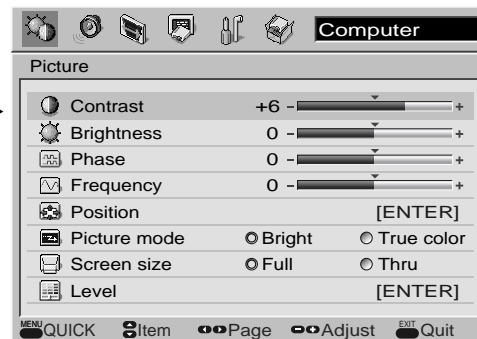 Computer
Picture
Contrast +6 - +
Brightness 0 - +
Phase 0 - +
Frequency 0 - +
Position [ENTER]
Picture mode Bright True color
Screen size Full Thru
Level [ENTER]
MENU QUICK Item Page Adjust EXIT Quit